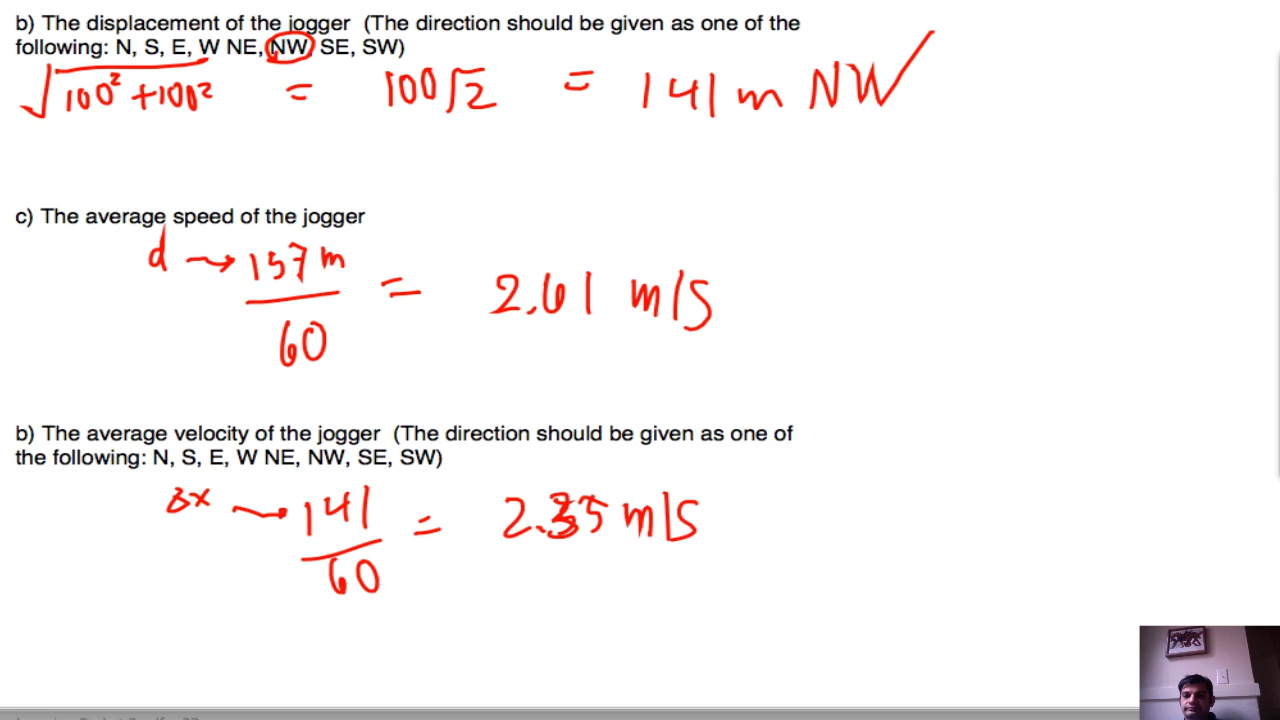 b) The displacement of the jogger (The direction should be given as one of the
following: N, S, E, W NE, NW, SE, SW)
√100² + 100² = 100√2 = 141 m NW
c) The average speed of the jogger
d → 157 m
60
= 2.61 m/s
b) The average velocity of the jogger (The direction should be given as one of
the following: N, S, E, W NE, NW, SE, SW)
141
60
= 2.35 m/s